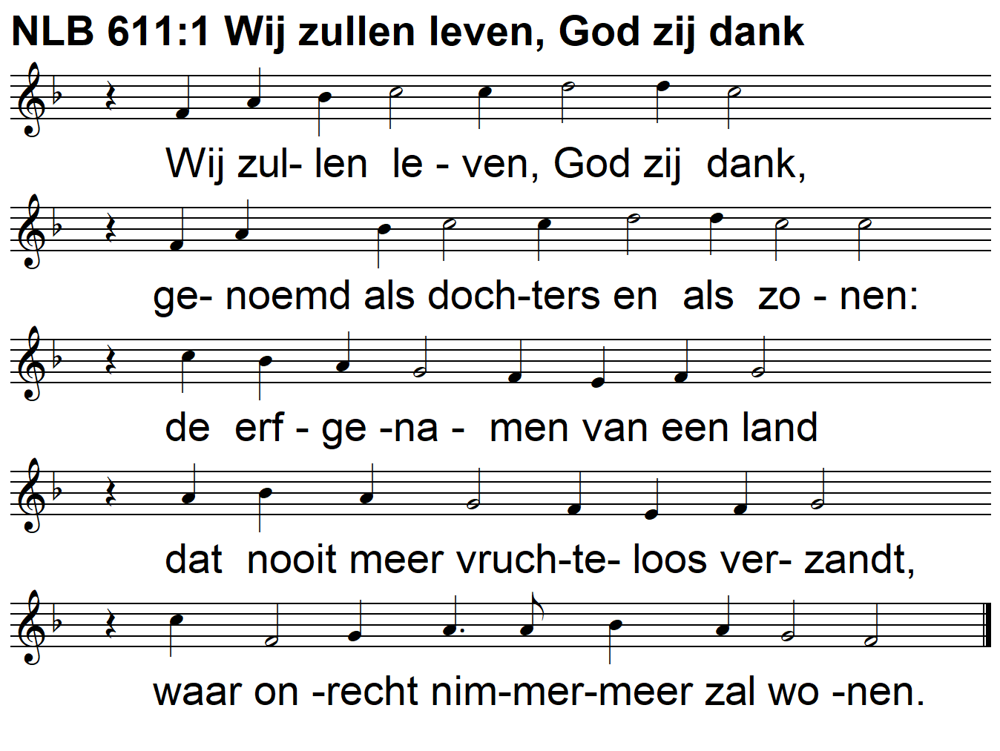 NLB 611:1 Wij zullen leven, God zij dank
Wij zul- len le - ven, God zij dank,
ge- noemd als doch-ters en als zo - nen:
de erf - ge -na - men van een land
dat nooit meer vruch-te- loos ver- zandt,
waar on -recht nim-mer-meer zal wo -nen.